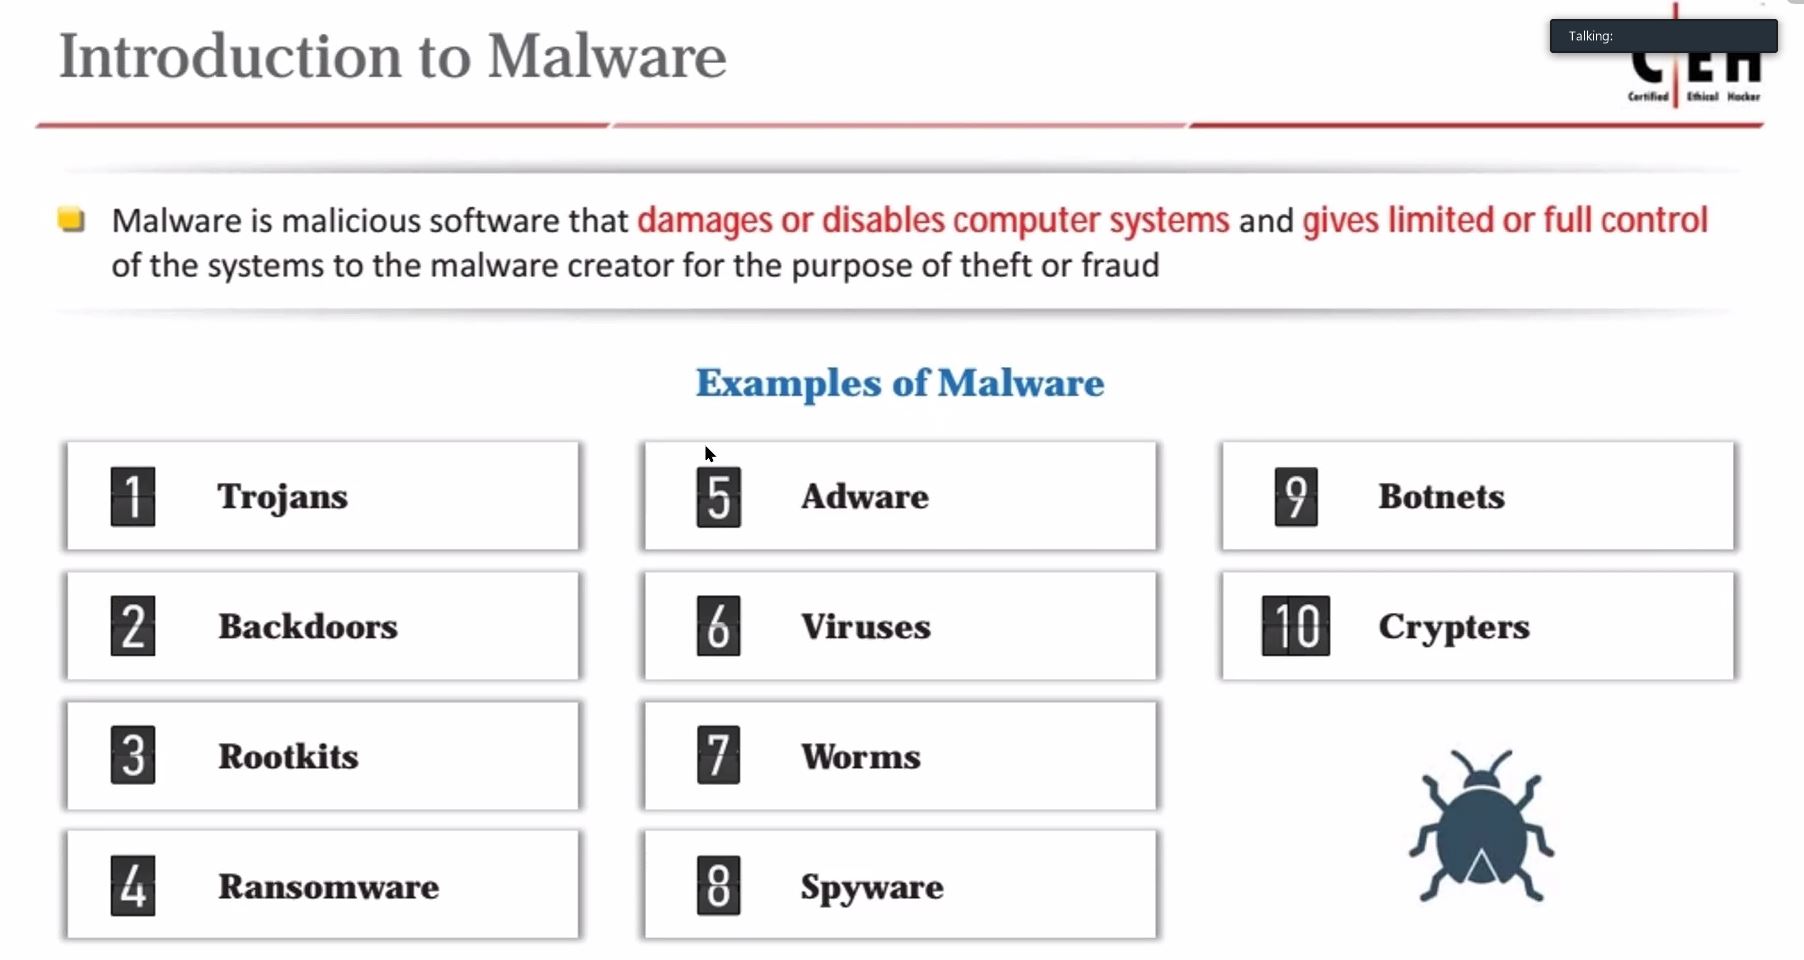 Introduction to Malware
Talking:
C EH
Certified Ethical Hacker
Malware is malicious software that damages or disables computer systems and gives limited or full control
of the systems to the malware creator for the purpose of theft or fraud
Examples of Malware
1 Trojans
5 Adware
9 Botnets
2 Backdoors
6 Viruses
10 Crypters
3 Rootkits
7 Worms
4 Ransomware
8 Spyware